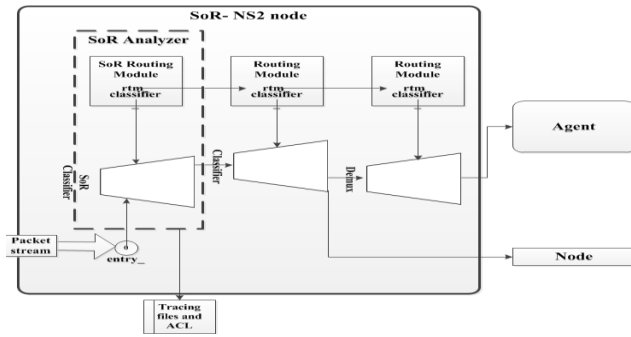 SoR- NS2 node
SoR Analyzer
SoR Routing
Module
rtm
classifier
Routing
Module
rtm
classifier
Routing
Module
rtm
classifier
Agent
SoR
Classifier
Classifier
Demux
Packet
stream
entry_
Node
Tracing
files and
ACL